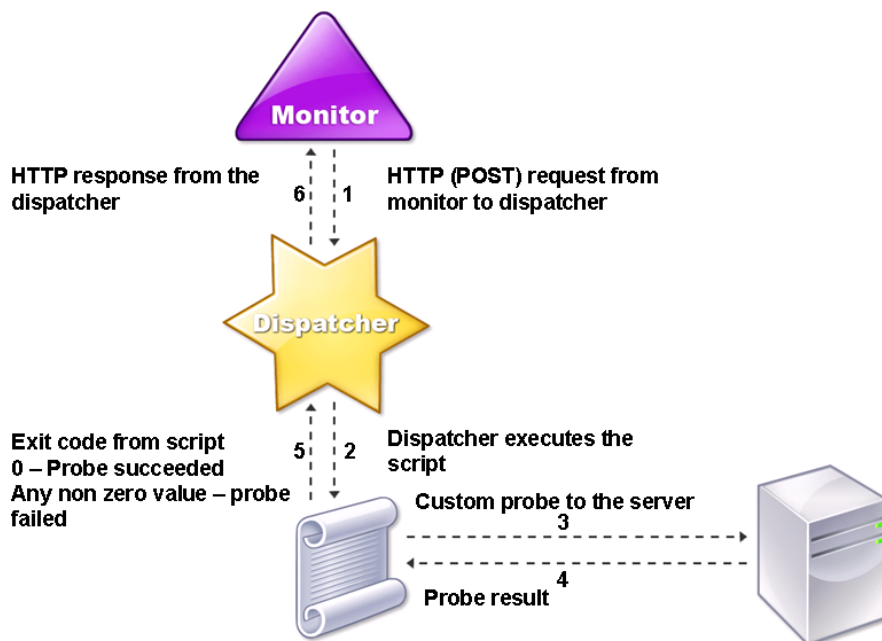 Monitor
HTTP response from the
dispatcher
6
1
HTTP (POST) request from
monitor to dispatcher
Dispatcher
Exit code from script
0 – Probe succeeded
Any non zero value – probe
failed
5
2
Dispatcher executes the
script
Custom probe to the server
3
4
Probe result